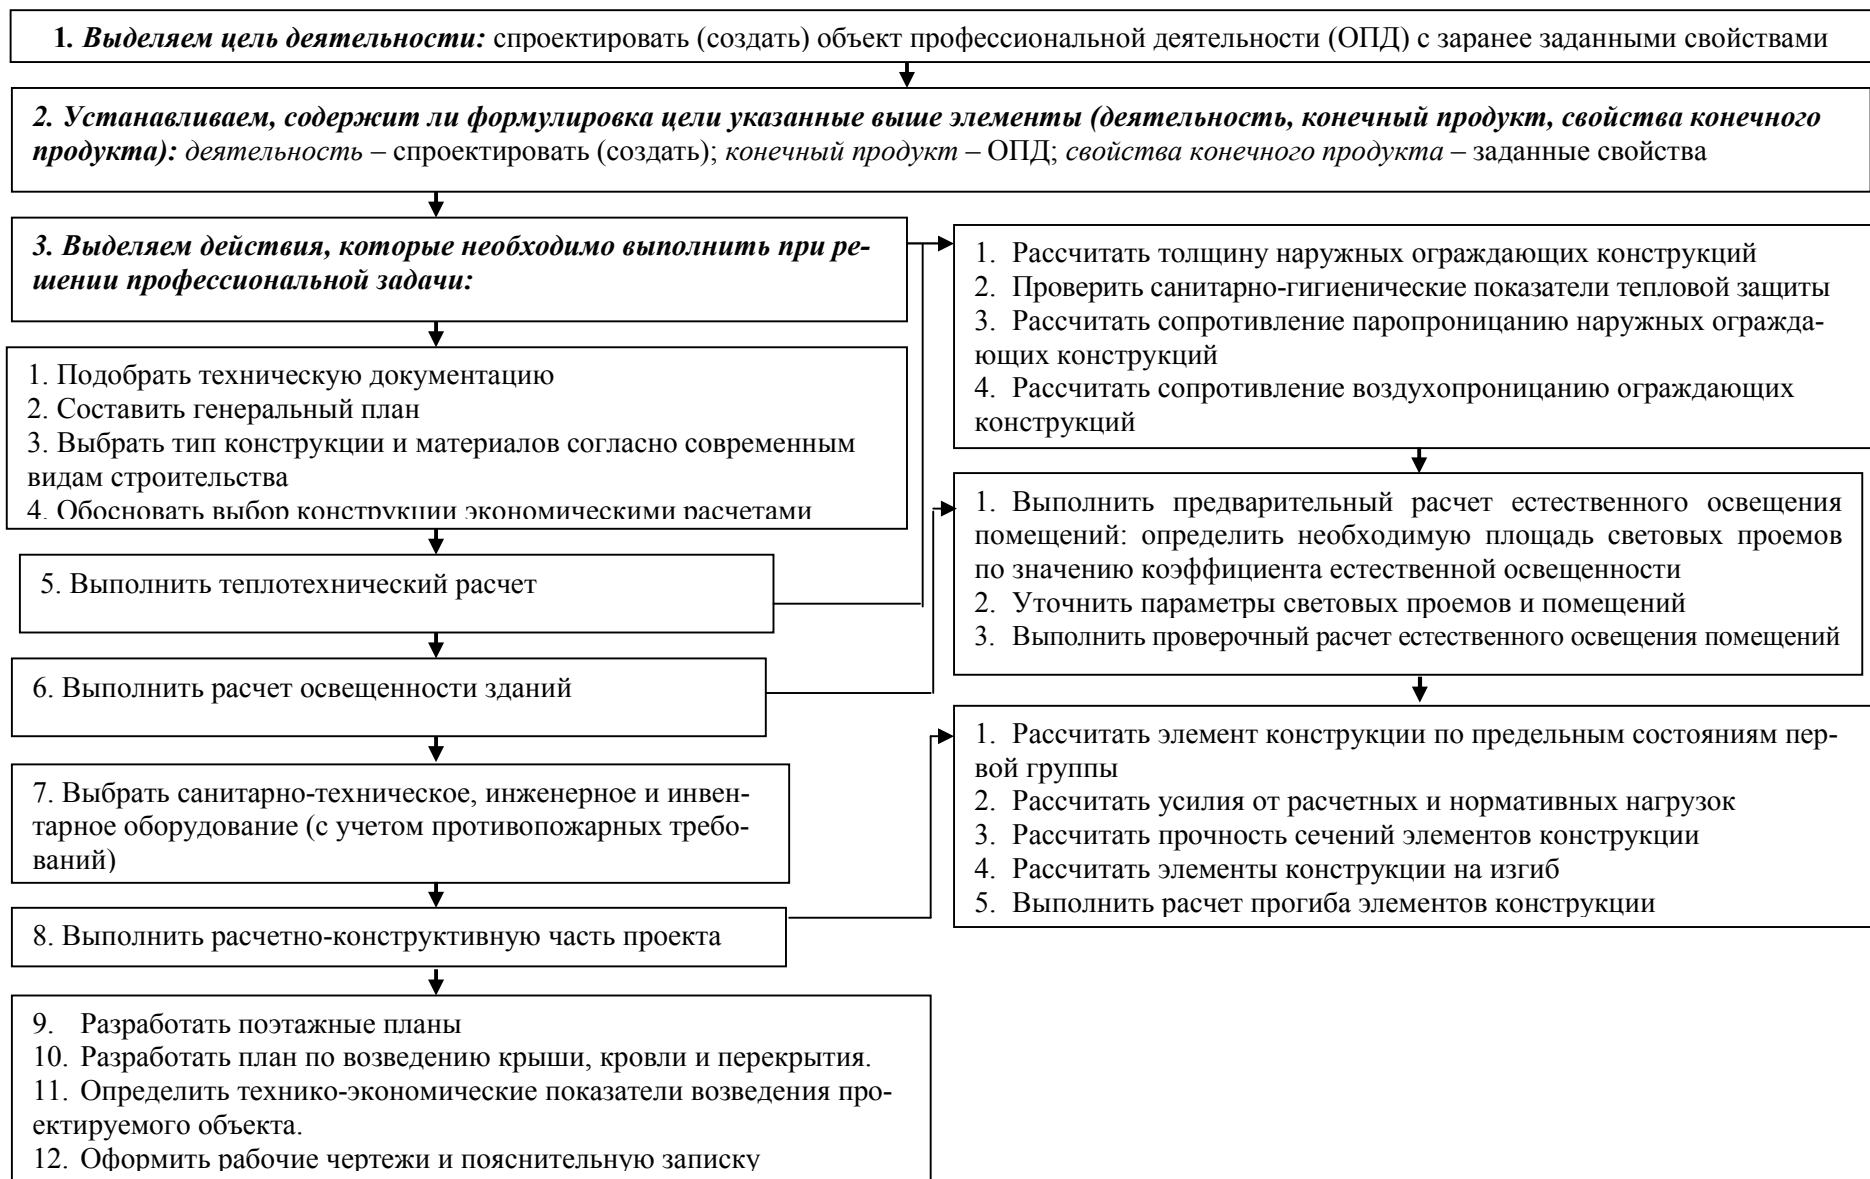 1. Выделяем цель деятельности: спроектировать (создать) объект профессиональной деятельности (ОПД) с заранее заданными свойствами
2. Устанавливаем, содержит ли формулировка цели указанные выше элементы (деятельность, конечный продукт, свойства конечного
продукта): деятельность – спроектировать (создать); конечный продукт – ОПД; свойства конечного продукта – заданные свойства
3. Выделяем действия, которые необходимо выполнить при ре-
шении профессиональной задачи:
1. Подобрать техническую документацию
2. Составить генеральный план
3. Выбрать тип конструкции и материалов согласно современным
видам строительства
4. Обосновать выбор конструкции экономическими расчетами
5. Выполнить теплотехнический расчет
6. Выполнить расчет освещенности зданий
7. Выбрать санитарно-техническое, инженерное и инвен-
тарное оборудование (с учетом противопожарных требо-
ваний)
8. Выполнить расчетно-конструктивную часть проекта
9. Разработать поэтажные планы
10. Разработать план по возведению крыши, кровли и перекрытия.
11. Определить технико-экономические показатели возведения про-
ектируемого объекта.
12. Оформить рабочие чертежи и пояснительную записку
1. Рассчитать толщину наружных ограждающих конструкций
2. Проверить санитарно-гигиенические показатели тепловой защиты
3. Рассчитать сопротивление паропроницанию наружных огражда-
ющих конструкций
4. Рассчитать сопротивление воздухопроницанию ограждающих
конструкций
1. Выполнить предварительный расчет естественного освещения
помещений: определить необходимую площадь световых проемов
по значению коэффициента естественной освещенности
2. Уточнить параметры световых проемов и помещений
3. Выполнить проверочный расчет естественного освещения помещений
1. Рассчитать элемент конструкции по предельным состояниям пер-
вой группы
2. Рассчитать усилия от расчетных и нормативных нагрузок
3. Рассчитать прочность сечений элементов конструкции
4. Рассчитать элементы конструкции на изгиб
5. Выполнить расчет прогиба элементов конструкции